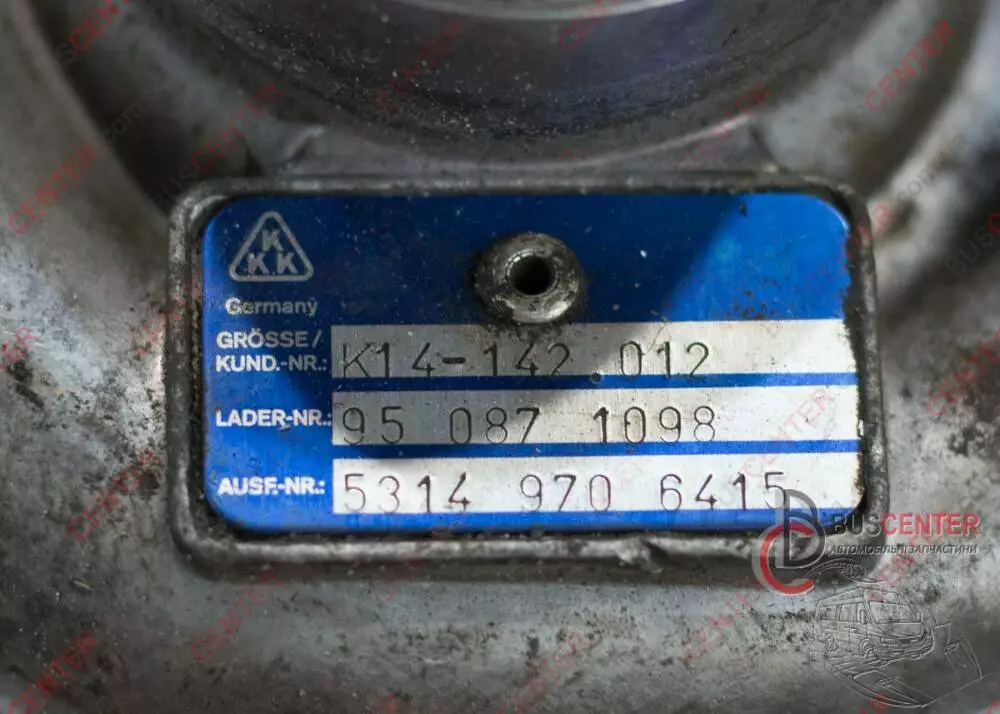 K
KK
Germany
GRÖSSE/
KUND.-NR.: K14-142.012
LADER-NR.: 95 087 1098
AUSF.-NR.: 5314 970 6415
BUSCENTER
АВТОМОБІЛЬНІ ЗАПЧАСТИНИ